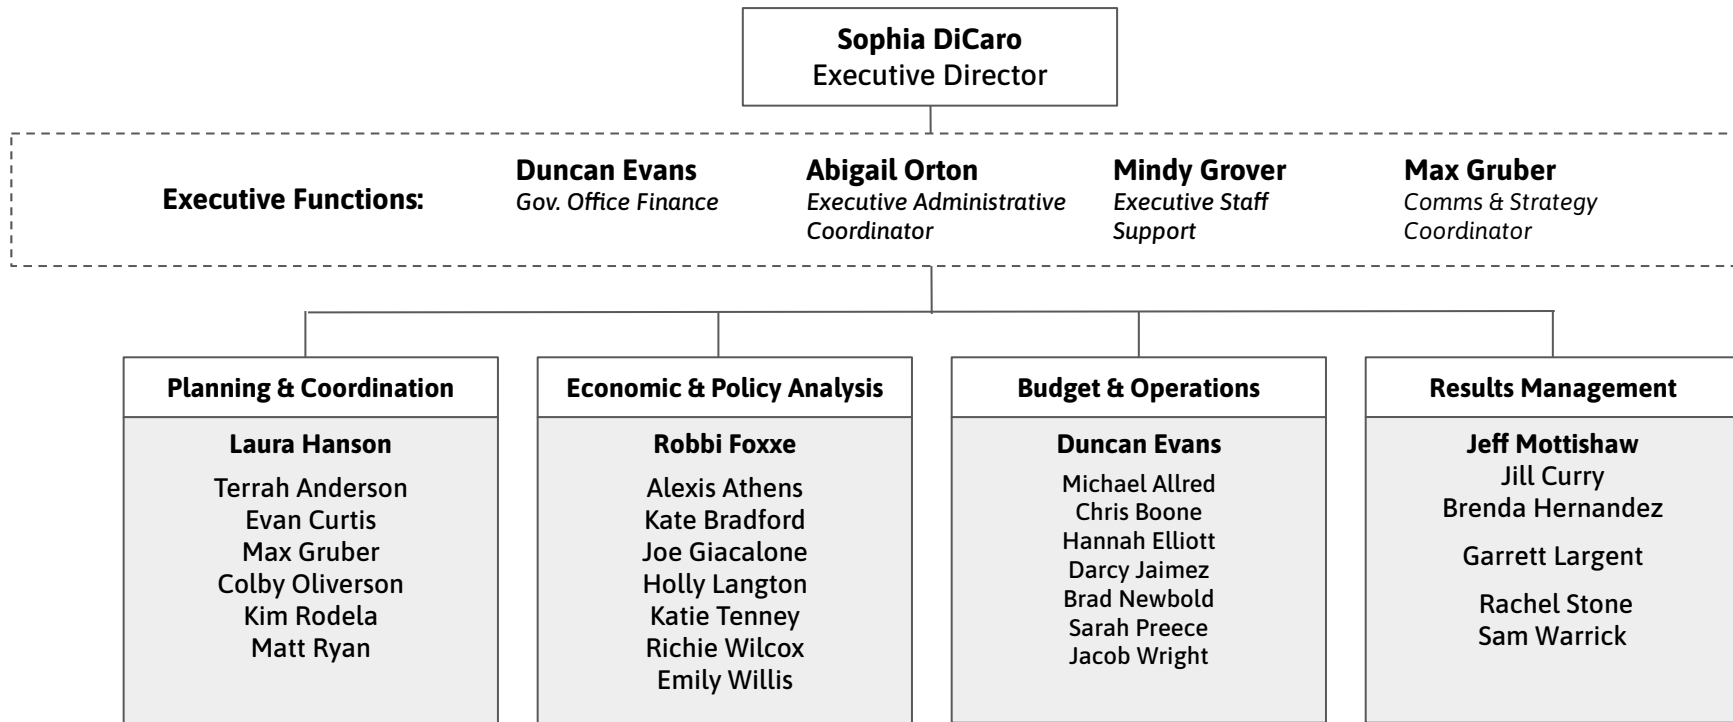 Sophia DiCaro
Executive Director
Executive Functions:
Duncan Evans
Gov. Office Finance
Abigail Orton
Executive Administrative
Coordinator
Mindy Grover
Executive Staff
Support
Max Gruber
Comms & Strategy
Coordinator
Planning & Coordination
Laura Hanson
Terrah Anderson
Evan Curtis
Max Gruber
Colby Oliverson
Kim Rodela
Matt Ryan
Economic & Policy Analysis
Robbi Foxxe
Alexis Athens
Kate Bradford
Joe Giacalone
Holly Langton
Katie Tenney
Richie Wilcox
Emily Willis
Budget & Operations
Duncan Evans
Michael Allred
Chris Boone
Hannah Elliott
Darcy Jaimez
Brad Newbold
Sarah Preece
Jacob Wright
Results Management
Jeff Mottishaw
Jill Curry
Brenda Hernandez
Garrett Largent
Rachel Stone
Sam Warrick